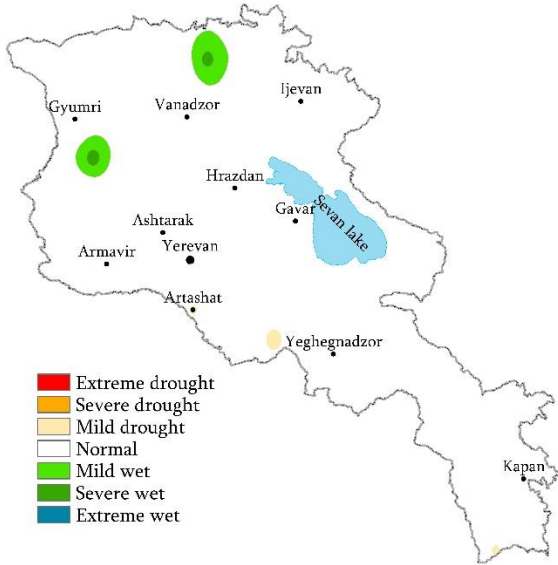 Ijevan
Gyumri
Vanadzor
Hrazdan
Gavar
Sevan lake
Ashtarak
Yerevan
Armavir
Artashat
Yeghegnadzor
Extreme drought
Severe drought
Mild drought
Normal
Mild wet
Severe wet
Extreme wet
Kapan